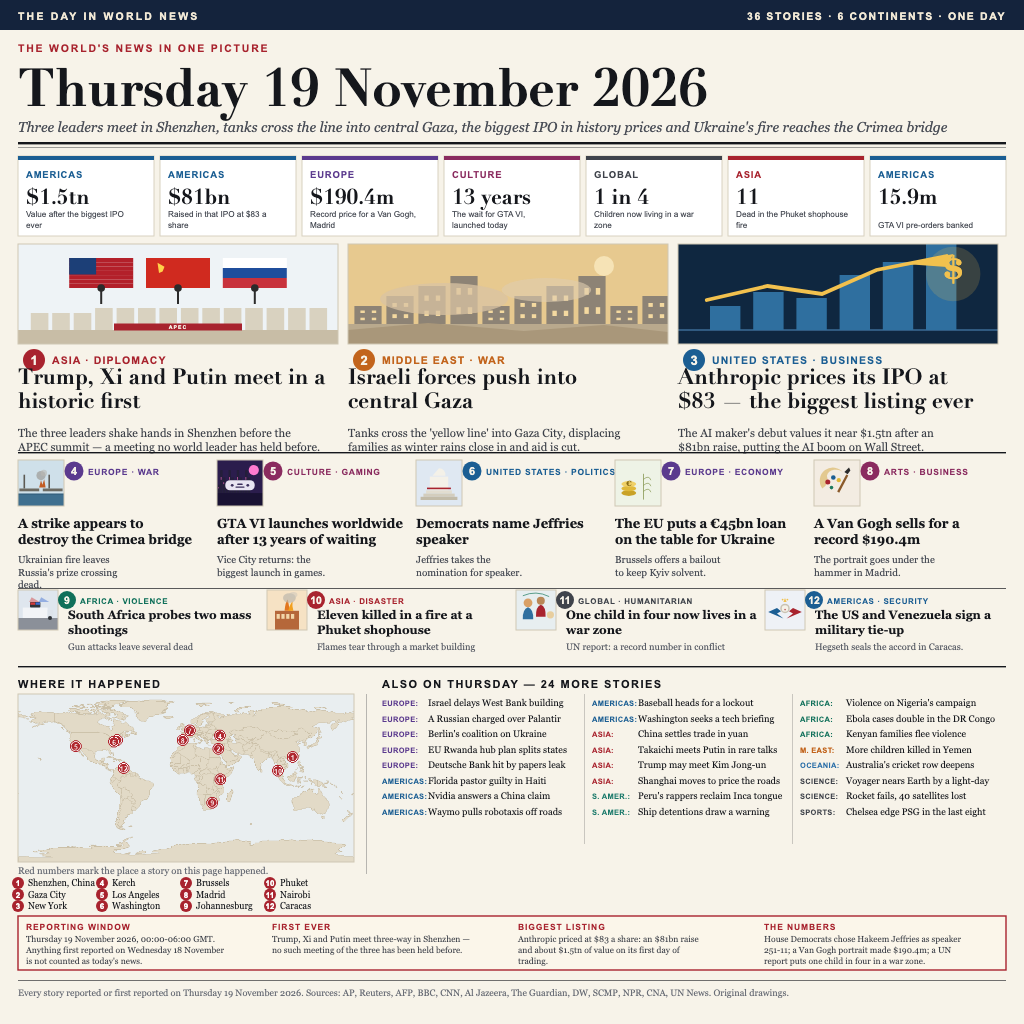 THE DAY IN WORLD NEWS
36 STORIES · 6 CONTINENTS · ONE DAY
THE WORLD'S NEWS IN ONE PICTURE
Thursday 19 November 2026
Three leaders meet in Shenzhen, tanks cross the line into central Gaza, the biggest IPO in history prices and Ukraine's fire reaches the Crimea bridge
AMERICAS
$1.5tn
Value after the biggest IPO
ever
AMERICAS
$81bn
Raised in that IPO at $83 a
share
EUROPE
$190.4m
Record price for a Van Gogh,
Madrid
CULTURE
13 years
The wait for GTA VI,
launched today
GLOBAL
1 in 4
Children now living in a war
zone
ASIA
11
Dead in the Phuket shophouse
fire
AMERICAS
15.9m
GTA VI pre-orders banked
APEC
$
1 ASIA · DIPLOMACY
Trump, Xi and Putin meet in a
historic first
The three leaders shake hands in Shenzhen before the
APEC summit — a meeting no world leader has held before.
2 MIDDLE EAST · WAR
Israeli forces push into
central Gaza
Tanks cross the 'yellow line' into Gaza City, displacing
families as winter rains close in and aid is cut.
3 UNITED STATES · BUSINESS
Anthropic prices its IPO at
$83 — the biggest listing ever
The AI maker's debut values it near $1.5tn after an
$81bn raise, putting the AI boom on Wall Street.
4 EUROPE · WAR
A strike appears to
destroy the Crimea bridge
Ukrainian fire leaves
Russia's prize crossing
dead.
5 CULTURE · GAMING
GTA VI launches worldwide
after 13 years of waiting
Vice City returns: the
biggest launch in games.
6 UNITED STATES · POLITICS
Democrats name Jeffries
speaker
Jeffries takes the
nomination for speaker.
7 EUROPE · ECONOMY
The EU puts a €45bn loan
on the table for Ukraine
Brussels offers a bailout
to keep Kyiv solvent.
8 ARTS · BUSINESS
A Van Gogh sells for a
record $190.4m
The portrait goes under the
hammer in Madrid.
9 AFRICA · VIOLENCE
South Africa probes two mass
shootings
Gun attacks leave several dead
10 ASIA · DISASTER
Eleven killed in a fire at a
Phuket shophouse
Flames tear through a market building
11 GLOBAL · HUMANITARIAN
One child in four now lives in a
war zone
UN report: a record number in conflict
12 AMERICAS · SECURITY
The US and Venezuela sign a
military tie-up
Hegseth seals the accord in Caracas.
WHERE IT HAPPENED
Red numbers mark the place a story on this page happened.
1 Shenzhen, China 4 Kerch 7 Brussels 10 Phuket
2 Gaza City 5 Los Angeles 8 Madrid 11 Nairobi
3 New York 6 Washington 9 Johannesburg 12 Caracas
ALSO ON THURSDAY — 24 MORE STORIES
EUROPE: Israel delays West Bank building
EUROPE: A Russian charged over Palantir
EUROPE: Berlin's coalition on Ukraine
EUROPE: EU Rwanda hub plan splits states
EUROPE: Deutsche Bank hit by papers leak
AMERICAS: Florida pastor guilty in Haiti
AMERICAS: Nvidia answers a China claim
AMERICAS: Waymo pulls robotaxis off roads
AMERICAS: Baseball heads for a lockout
AMERICAS: Washington seeks a tech briefing
ASIA: China settles trade in yuan
ASIA: Takaichi meets Putin in rare talks
ASIA: Trump may meet Kim Jong-un
ASIA: Shanghai moves to price the roads
S. AMER.: Peru's rappers reclaim Inca tongue
S. AMER.: Ship detentions draw a warning
AFRICA: Violence on Nigeria's campaign
AFRICA: Ebola cases double in the DR Congo
AFRICA: Kenyan families flee violence
M. EAST: More children killed in Yemen
OCEANIA: Australia's cricket row deepens
SCIENCE: Voyager nears Earth by a light-day
SCIENCE: Rocket fails, 40 satellites lost
SPORTS: Chelsea edge PSG in the last eight
REPORTING WINDOW
Thursday 19 November 2026, 00:00-06:00 GMT.
Anything first reported on Wednesday 18 November
is not counted as today's news.
FIRST EVER
Trump, Xi and Putin meet three-way in Shenzhen —
no such meeting of the three has been held before.
BIGGEST LISTING
Anthropic priced at $83 a share: an $81bn raise
and about $1.5tn of value on its first day of
trading.
THE NUMBERS
House Democrats chose Hakeem Jeffries as speaker
251-11; a Van Gogh portrait made $190.4m; a UN
report puts one child in four in a war zone.
Every story reported or first reported on Thursday 19 November 2026. Sources: AP, Reuters, AFP, BBC, CNN, Al Jazeera, The Guardian, DW, SCMP, NPR, CNA, UN News. Original drawings.